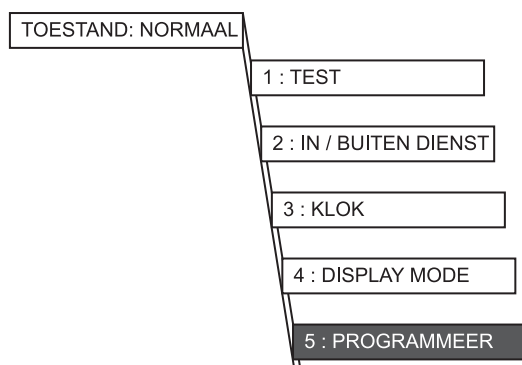 TOESTAND: NORMAAL
1 : TEST
2 : IN / BUITEN DIENST
3 : KLOK
4 : DISPLAY MODE
5 : PROGRAMMEER